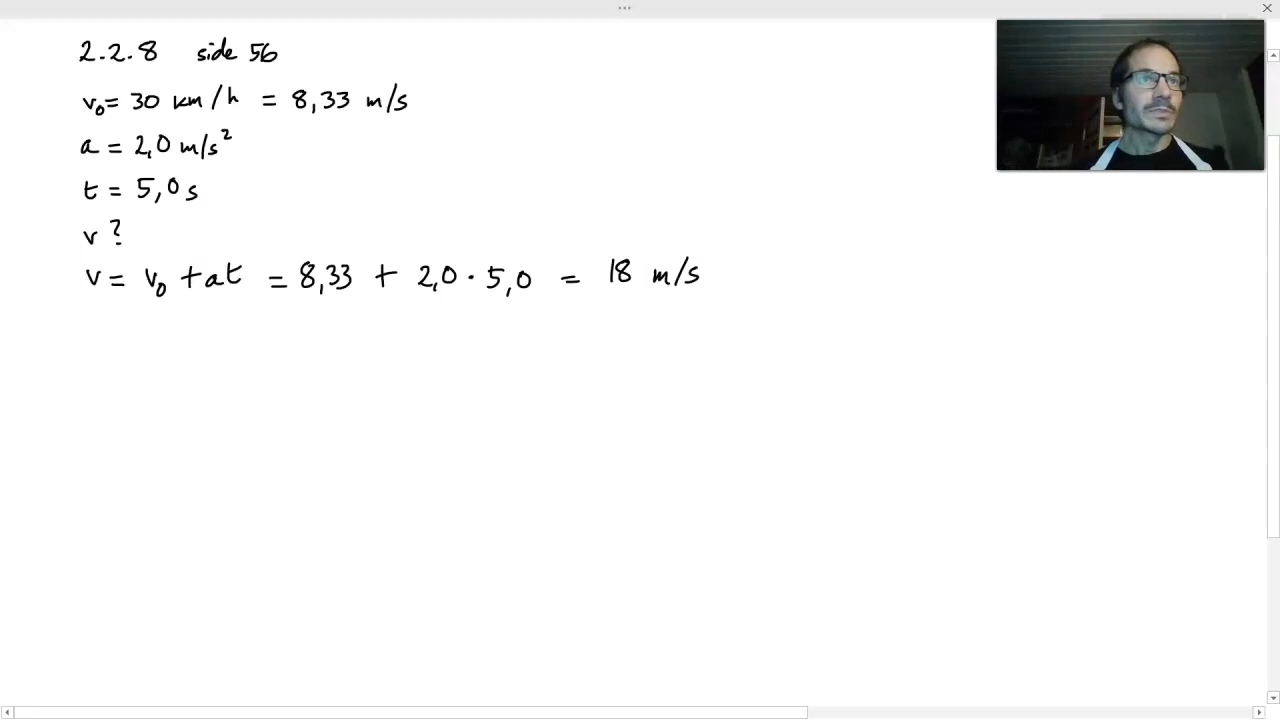 2.2.8 side 56
v₀ = 30 km/h = 8,33 m/s
a = 2,0 m/s²
t = 5,0 s
v ?
v = v₀ + at = 8,33 + 2,0 · 5,0 = 18 m/s